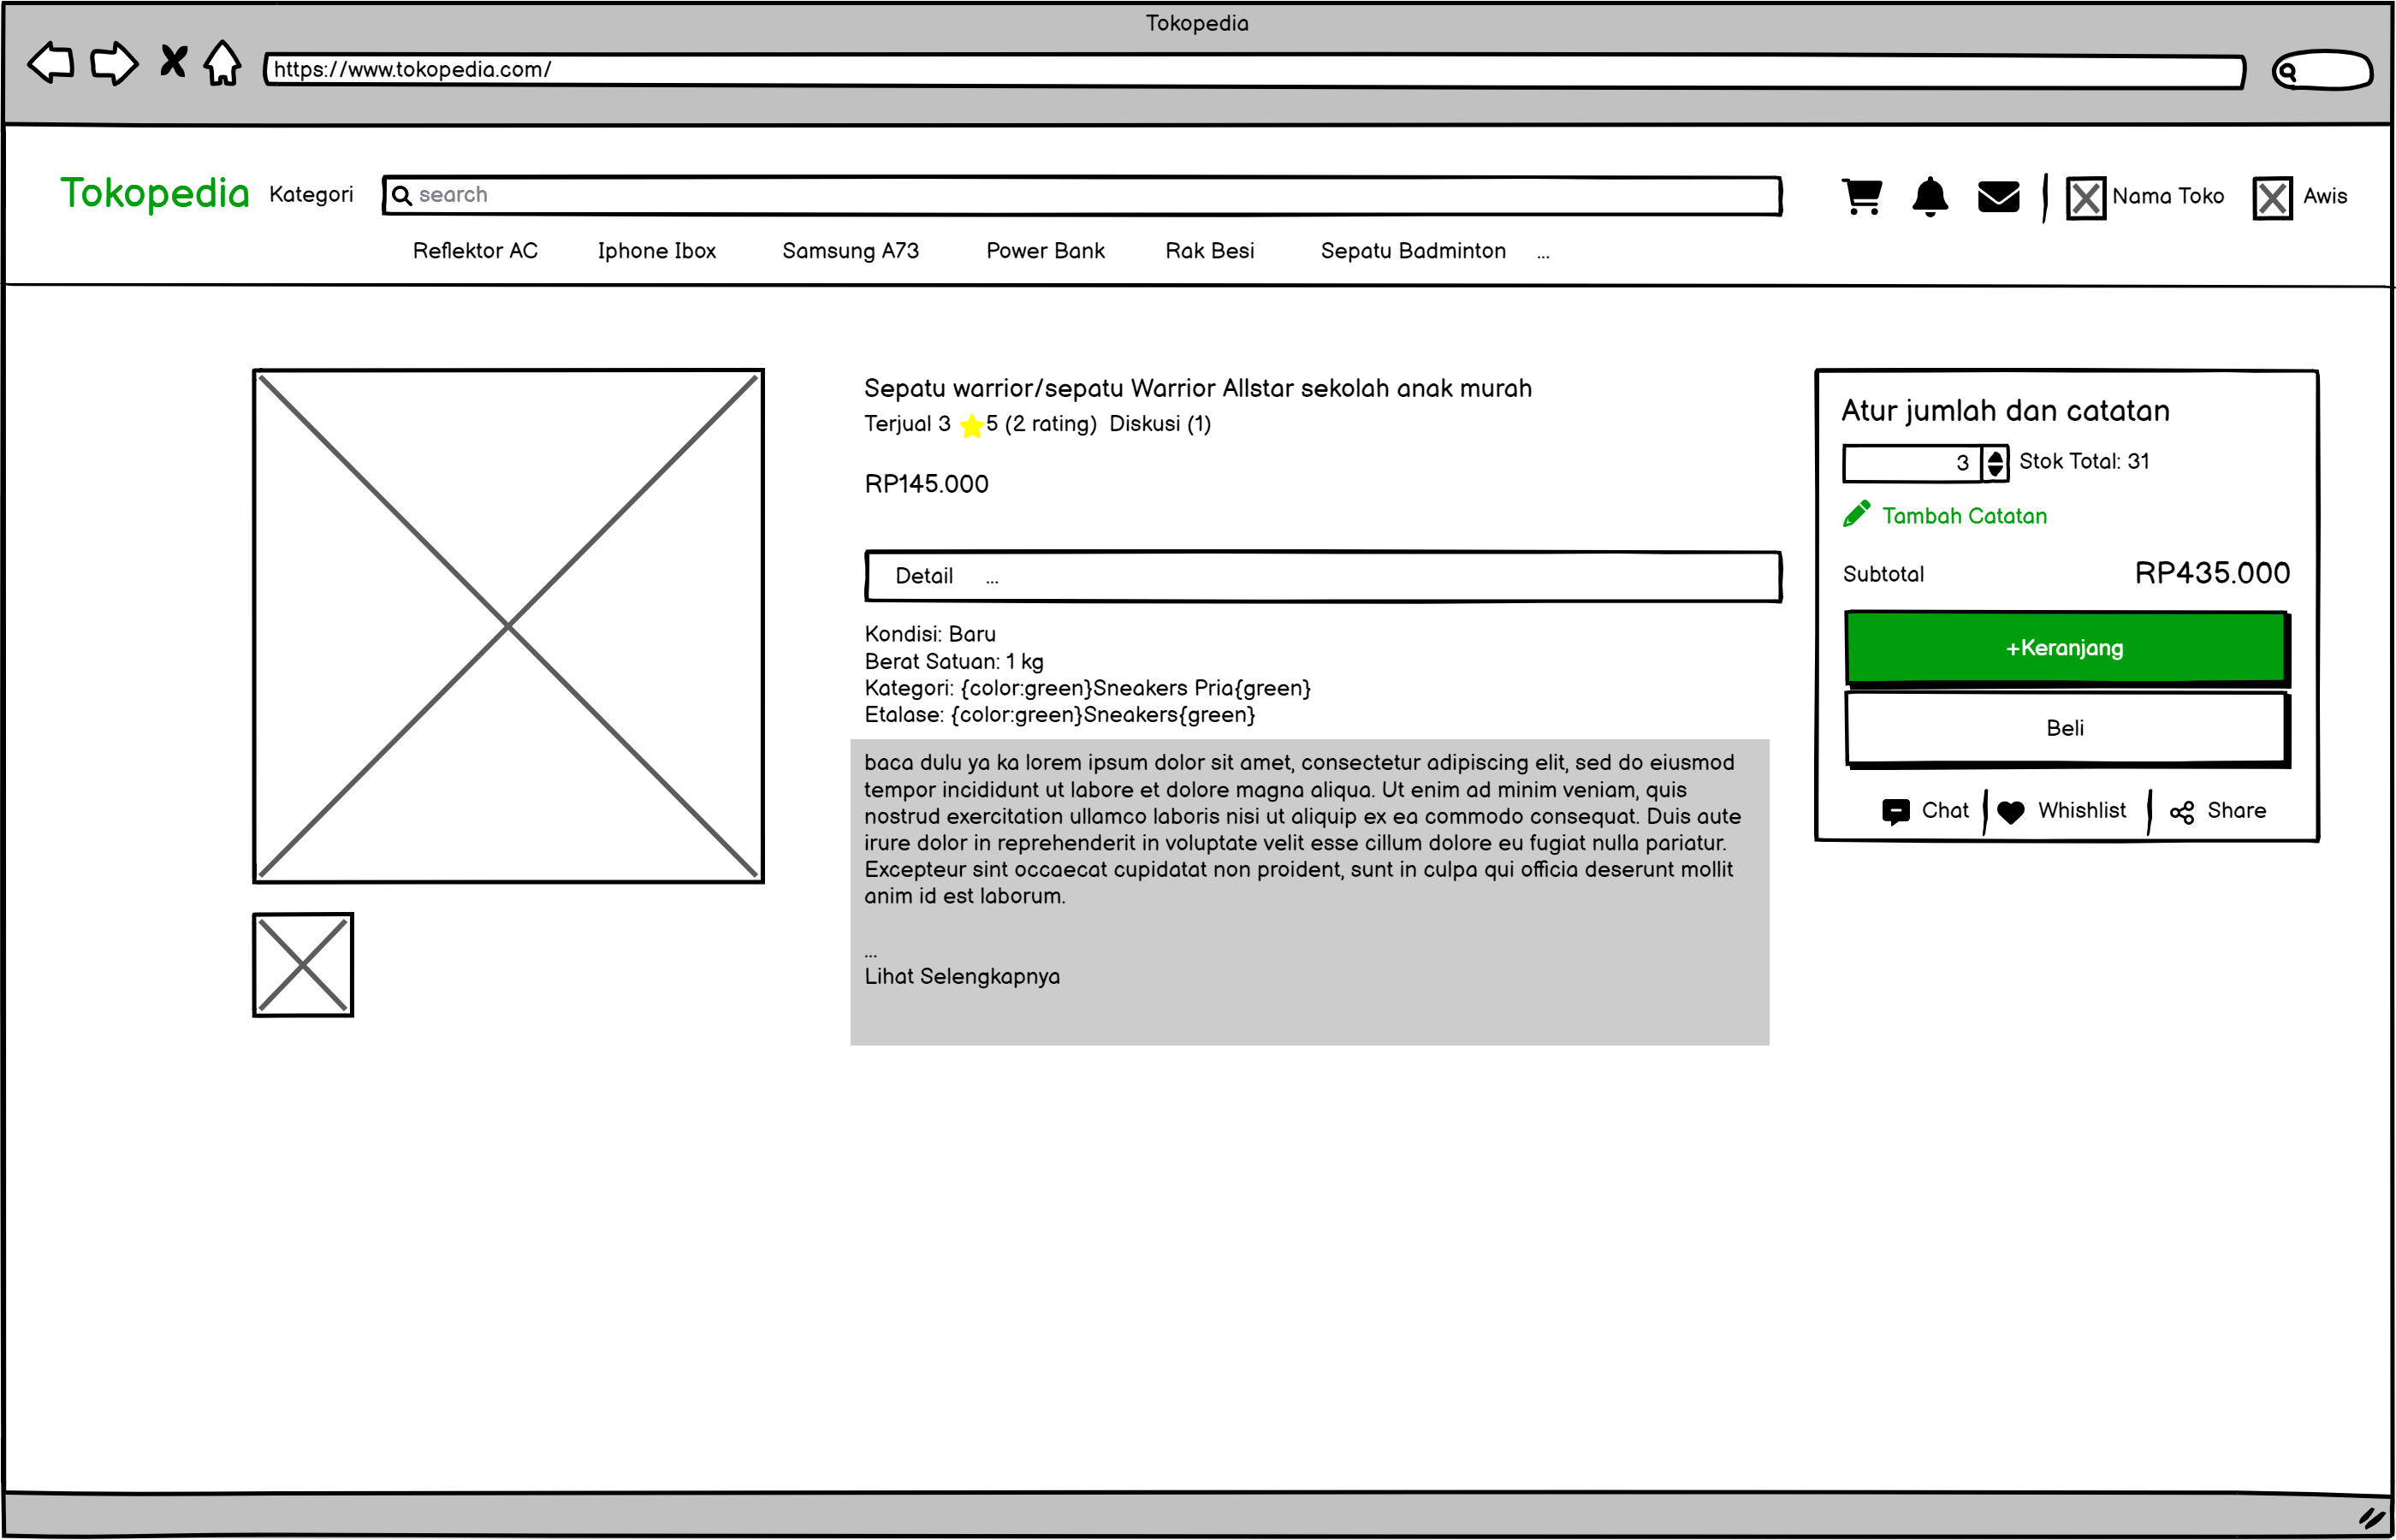 Tokopedia
https://www.tokopedia.com/
Tokopedia Kategori search Nama Toko Awis
Reflektor AC Iphone Ibox Samsung A73 Power Bank Rak Besi Sepatu Badminton ...
Sepatu warrior/sepatu Warrior Allstar sekolah anak murah
Terjual 3 5 (2 rating) Diskusi (1)
RP145.000
Detail ...
Kondisi: Baru
Berat Satuan: 1 kg
Kategori: {color:green}Sneakers Pria{green}
Etalase: {color:green}Sneakers{green}
baca dulu ya ka lorem ipsum dolor sit amet, consectetur adipiscing elit, sed do eiusmod
tempor incididunt ut labore et dolore magna aliqua. Ut enim ad minim veniam, quis
nostrud exercitation ullamco laboris nisi ut aliquip ex ea commodo consequat. Duis aute
irure dolor in reprehenderit in voluptate velit esse cillum dolore eu fugiat nulla pariatur.
Excepteur sint occaecat cupidatat non proident, sunt in culpa qui officia deserunt mollit
anim id est laborum.
...
Lihat Selengkapnya
Atur jumlah dan catatan
3 Stok Total: 31
Tambah Catatan
Subtotal RP435.000
+Keranjang
Beli
Chat Whishlist Share